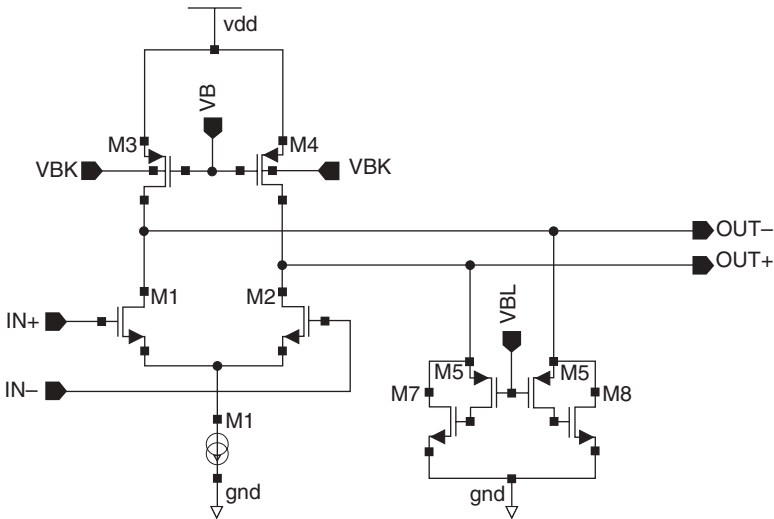 vdd
VB
M3
M4
VBK
VBK
OUT–
OUT+
M1
M2
IN+
VBL
IN–
M5
M5
M7
M8
M1
gnd
gnd